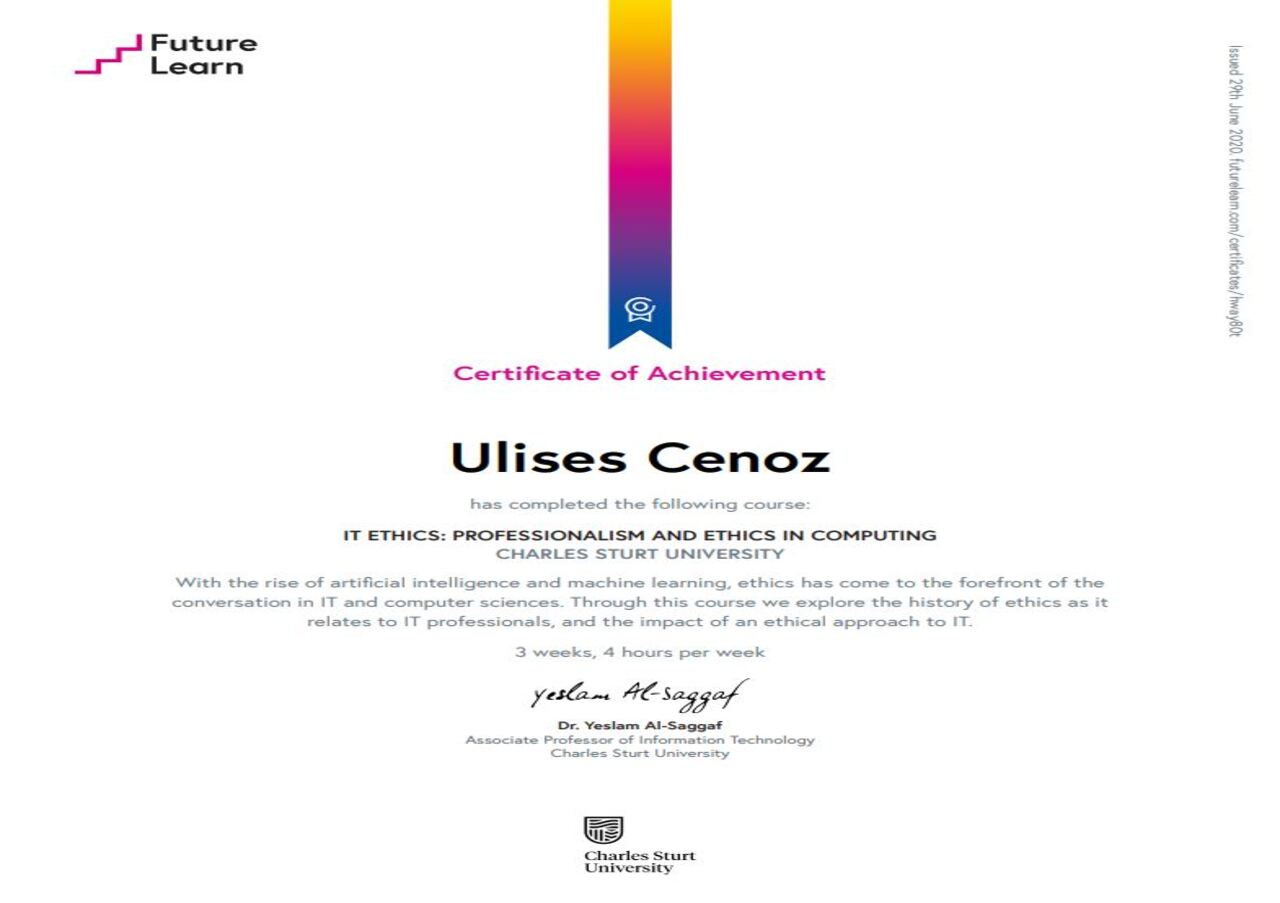 Future
Learn
Issued 29th June 2020. futurelearn.com/certificates/hway80t
Certificate of Achievement
Ulises Cenoz
has completed the following course:
IT ETHICS: PROFESSIONALISM AND ETHICS IN COMPUTING
CHARLES STURT UNIVERSITY
With the rise of artificial intelligence and machine learning, ethics has come to the forefront of the
conversation in IT and computer sciences. Through this course we explore the history of ethics as it
relates to IT professionals, and the impact of an ethical approach to IT.
3 weeks, 4 hours per week
Yeslam Al-Saggaf
Dr. Yeslam Al-Saggaf
Associate Professor of Information Technology
Charles Sturt University
Charles Sturt
University